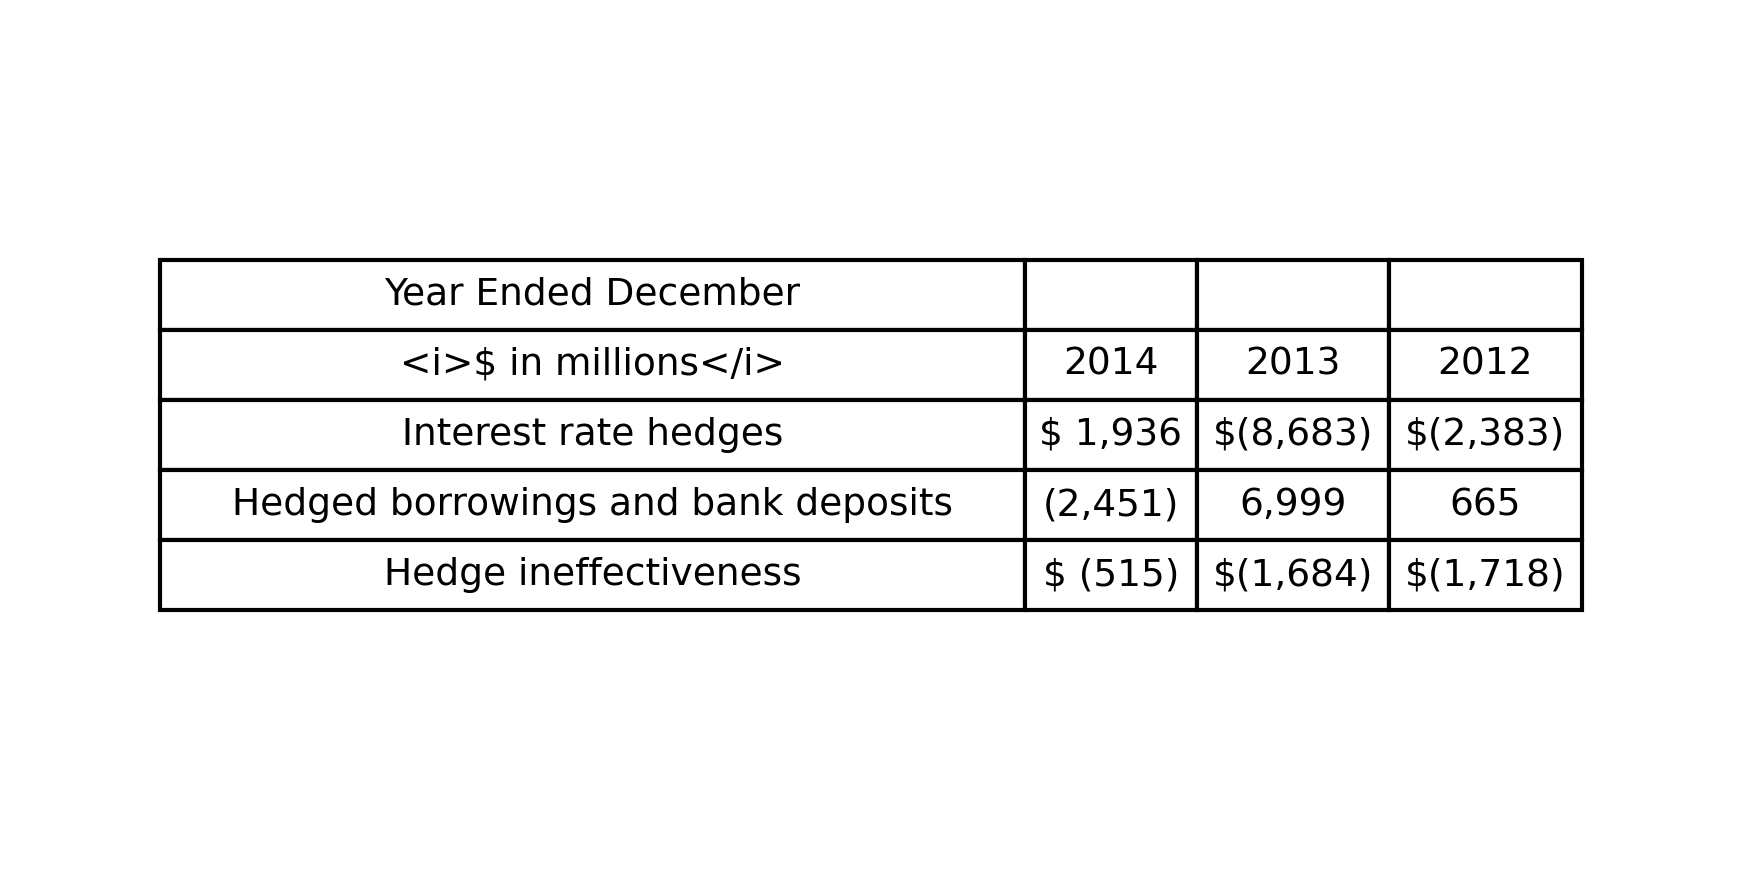 Year Ended December
<i>$ in millions</i> 2014 2013 2012
Interest rate hedges $ 1,936 $(8,683) $(2,383)
Hedged borrowings and bank deposits (2,451) 6,999 665
Hedge ineffectiveness $ (515) $(1,684) $(1,718)